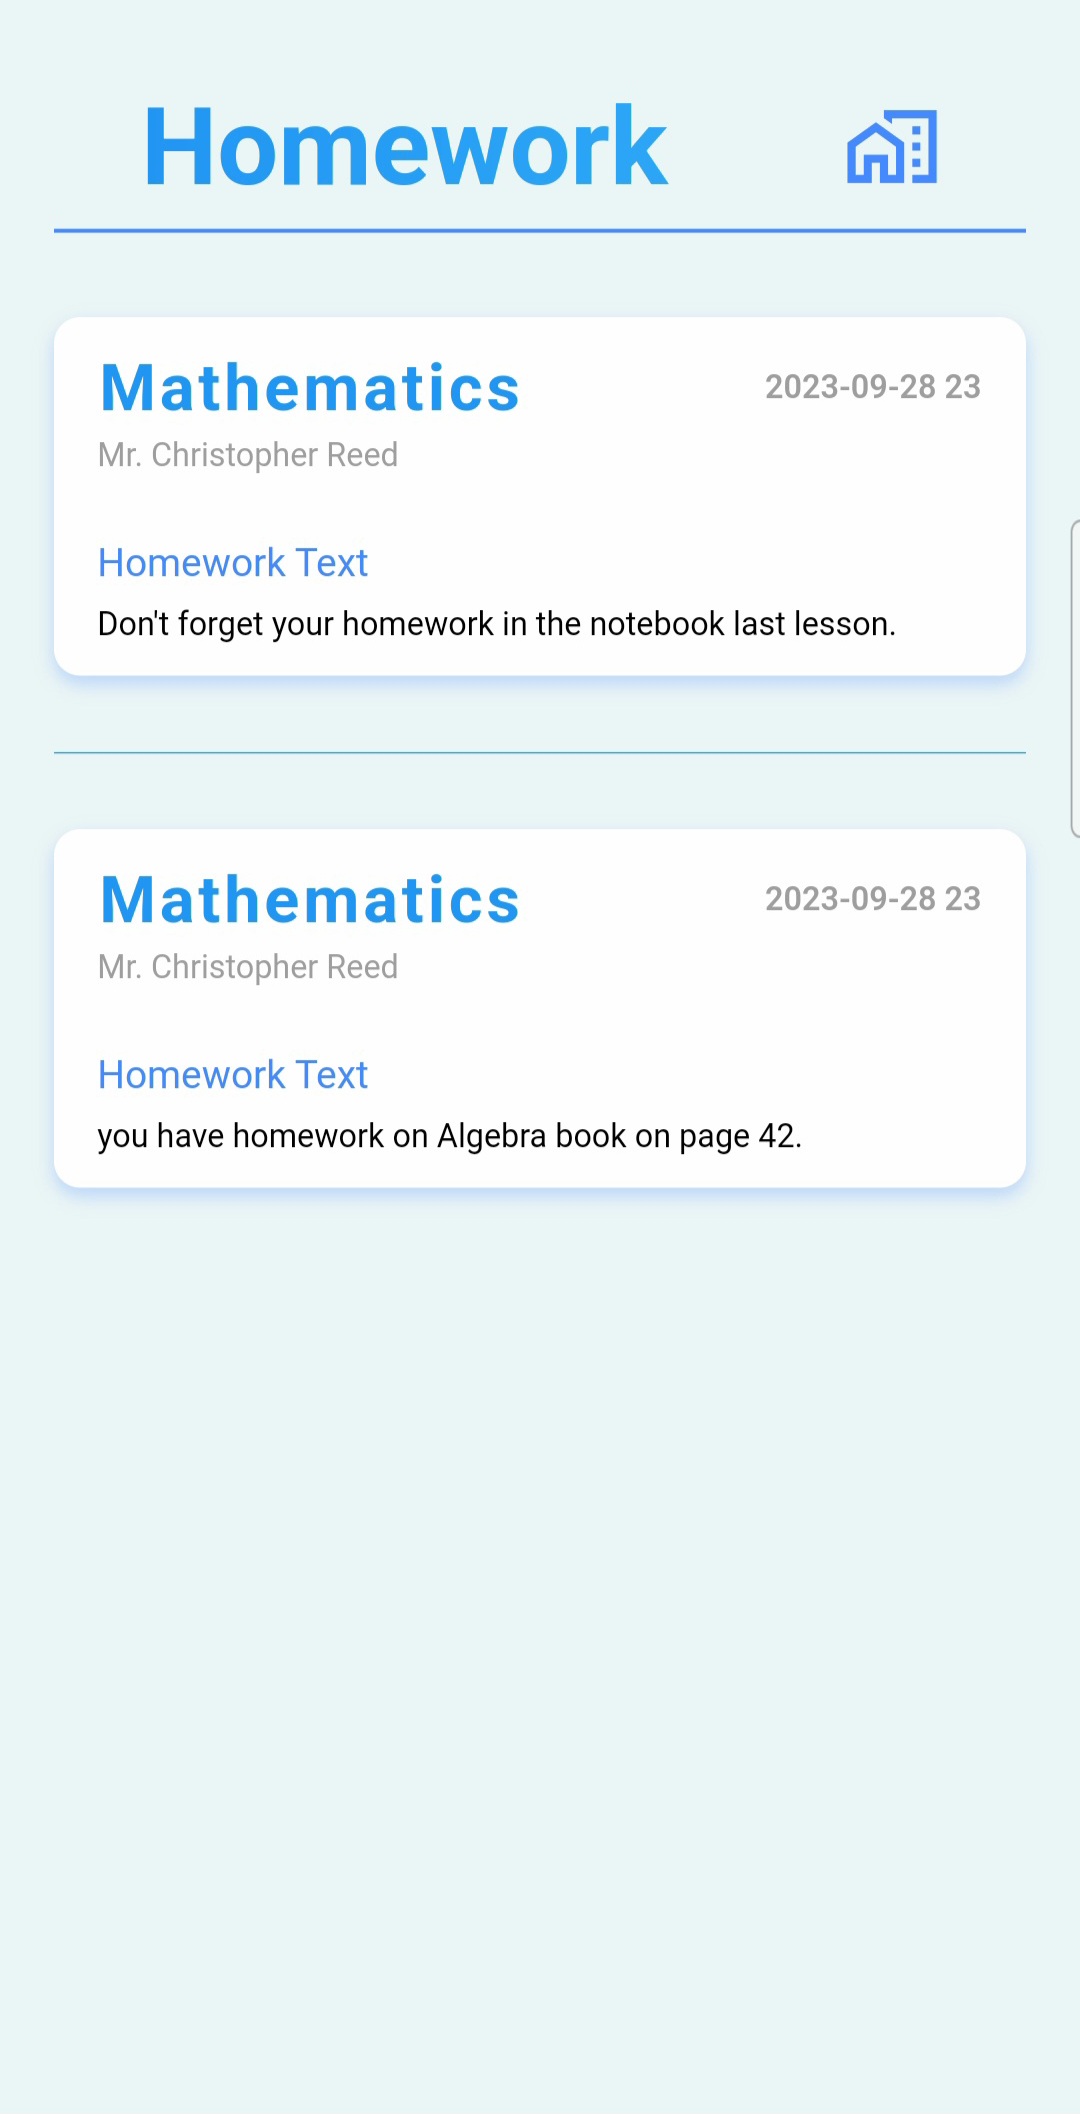 Homework
Mathematics
2023-09-28 23
Mr. Christopher Reed
Homework Text
Don't forget your homework in the notebook last lesson.
Mathematics
2023-09-28 23
Mr. Christopher Reed
Homework Text
you have homework on Algebra book on page 42.